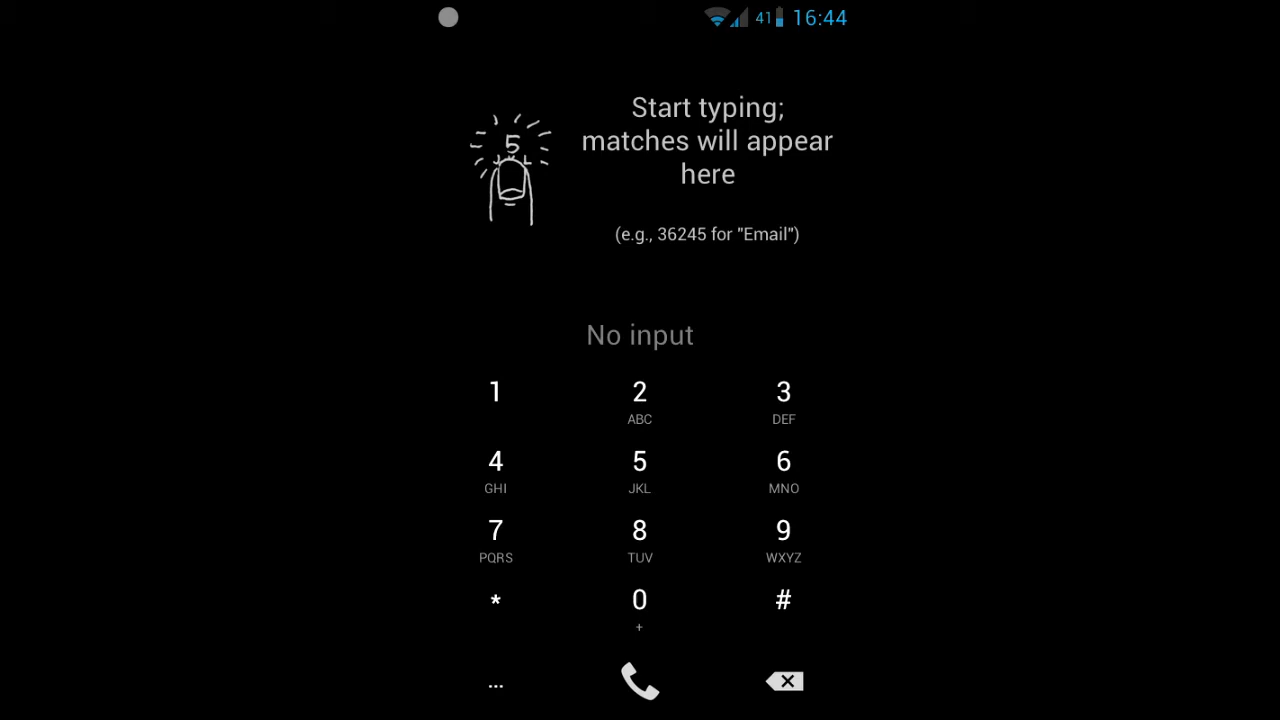 41 16:44
5
JKL
Start typing;
matches will appear
here
(e.g., 36245 for "Email")
No input
1 2 3
ABC DEF
4 5 6
GHI JKL MNO
7 8 9
PQRS TUV WXYZ
* 0 #
+
...